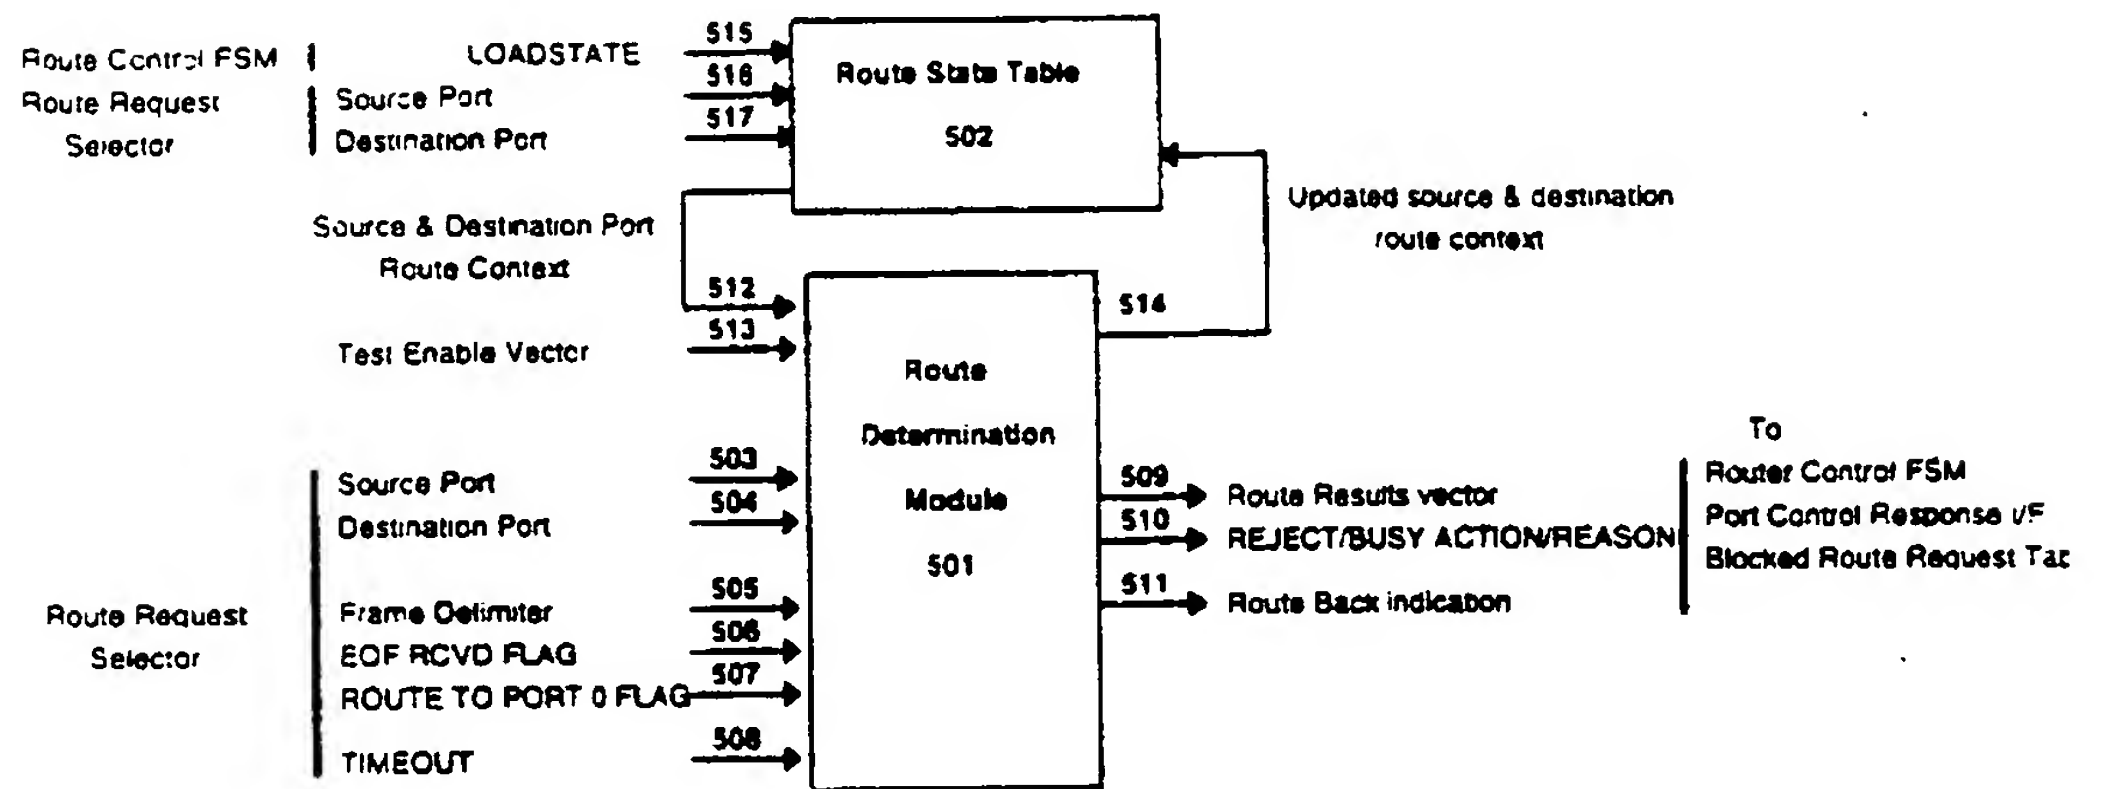 Route Control FSM
LOADSTATE
515
Route Request
Selector
Source Port
516
Destination Port
517
Route State Table
502
Source & Destination Port
Route Context
512
Updated source & destination
route context
514
Test Enable Vector
513
Route
Determination
Module
501
Route Request
Selector
Source Port
503
Destination Port
504
Frame Delimiter
505
EOF RCVD FLAG
506
ROUTE TO PORT 0 FLAG
507
TIMEOUT
508
509
Route Results vector
510
REJECT/BUSY ACTION/REASON
511
Route Back indication
To
Router Control FSM
Port Control Response I/F
Blocked Route Request Tab